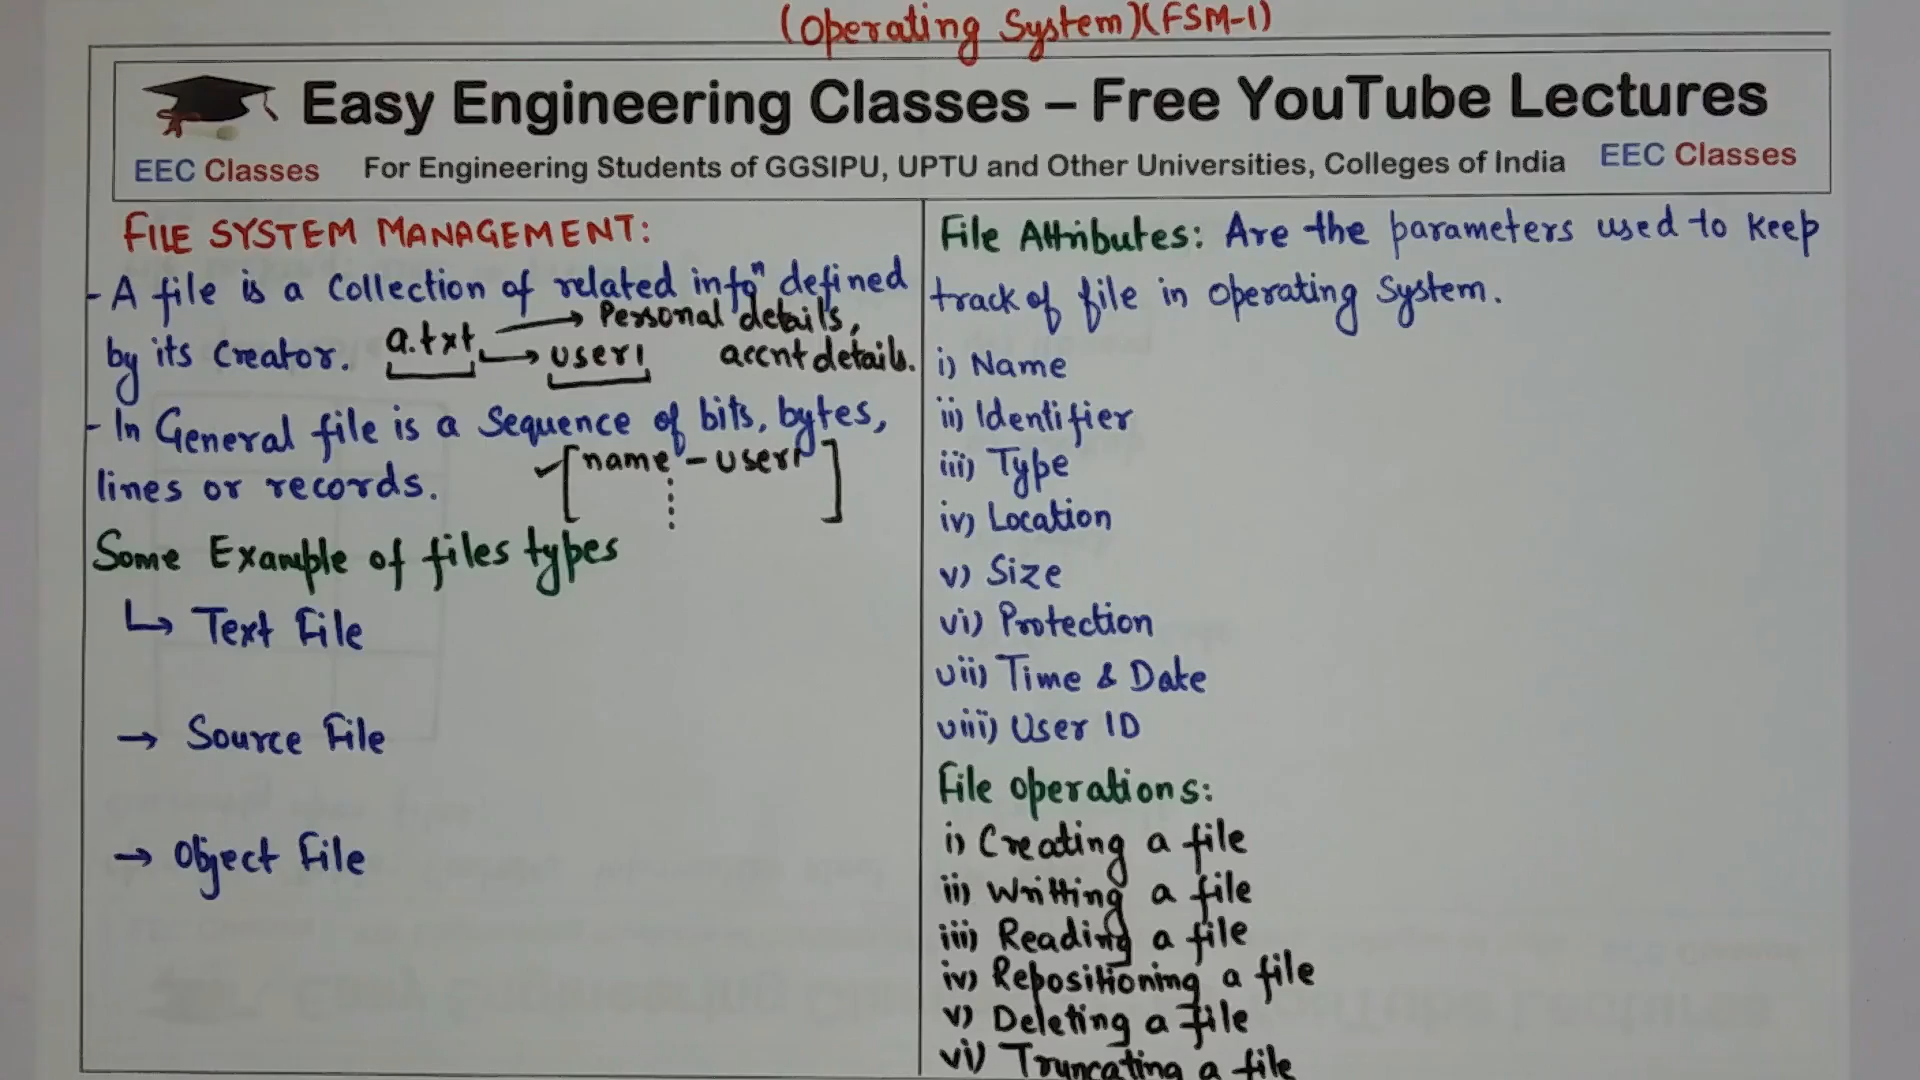 (Operating System)(FSM-1)
Easy Engineering Classes – Free YouTube Lectures
EEC Classes For Engineering Students of GGSIPU, UPTU and Other Universities, Colleges of India EEC Classes
FILE SYSTEM MANAGEMENT:
- A file is a Collection of related infoⁿ defined
by its Creator. a.txt → Personal details,
→ user1 accnt details.
- In General file is a Sequence of bits, bytes,
lines or records. [name - user1]
Some Example of files types
↳ Text File
→ Source File
→ Object File
File Attributes: Are the parameters used to keep
track of file in operating System.
i) Name
ii) Identifier
iii) Type
iv) Location
v) Size
vi) Protection
vii) Time & Date
viii) User ID
File operations:
i) Creating a file
ii) Writting a file
iii) Reading a file
iv) Repositioning a file
v) Deleting a file
vi) Truncating a file